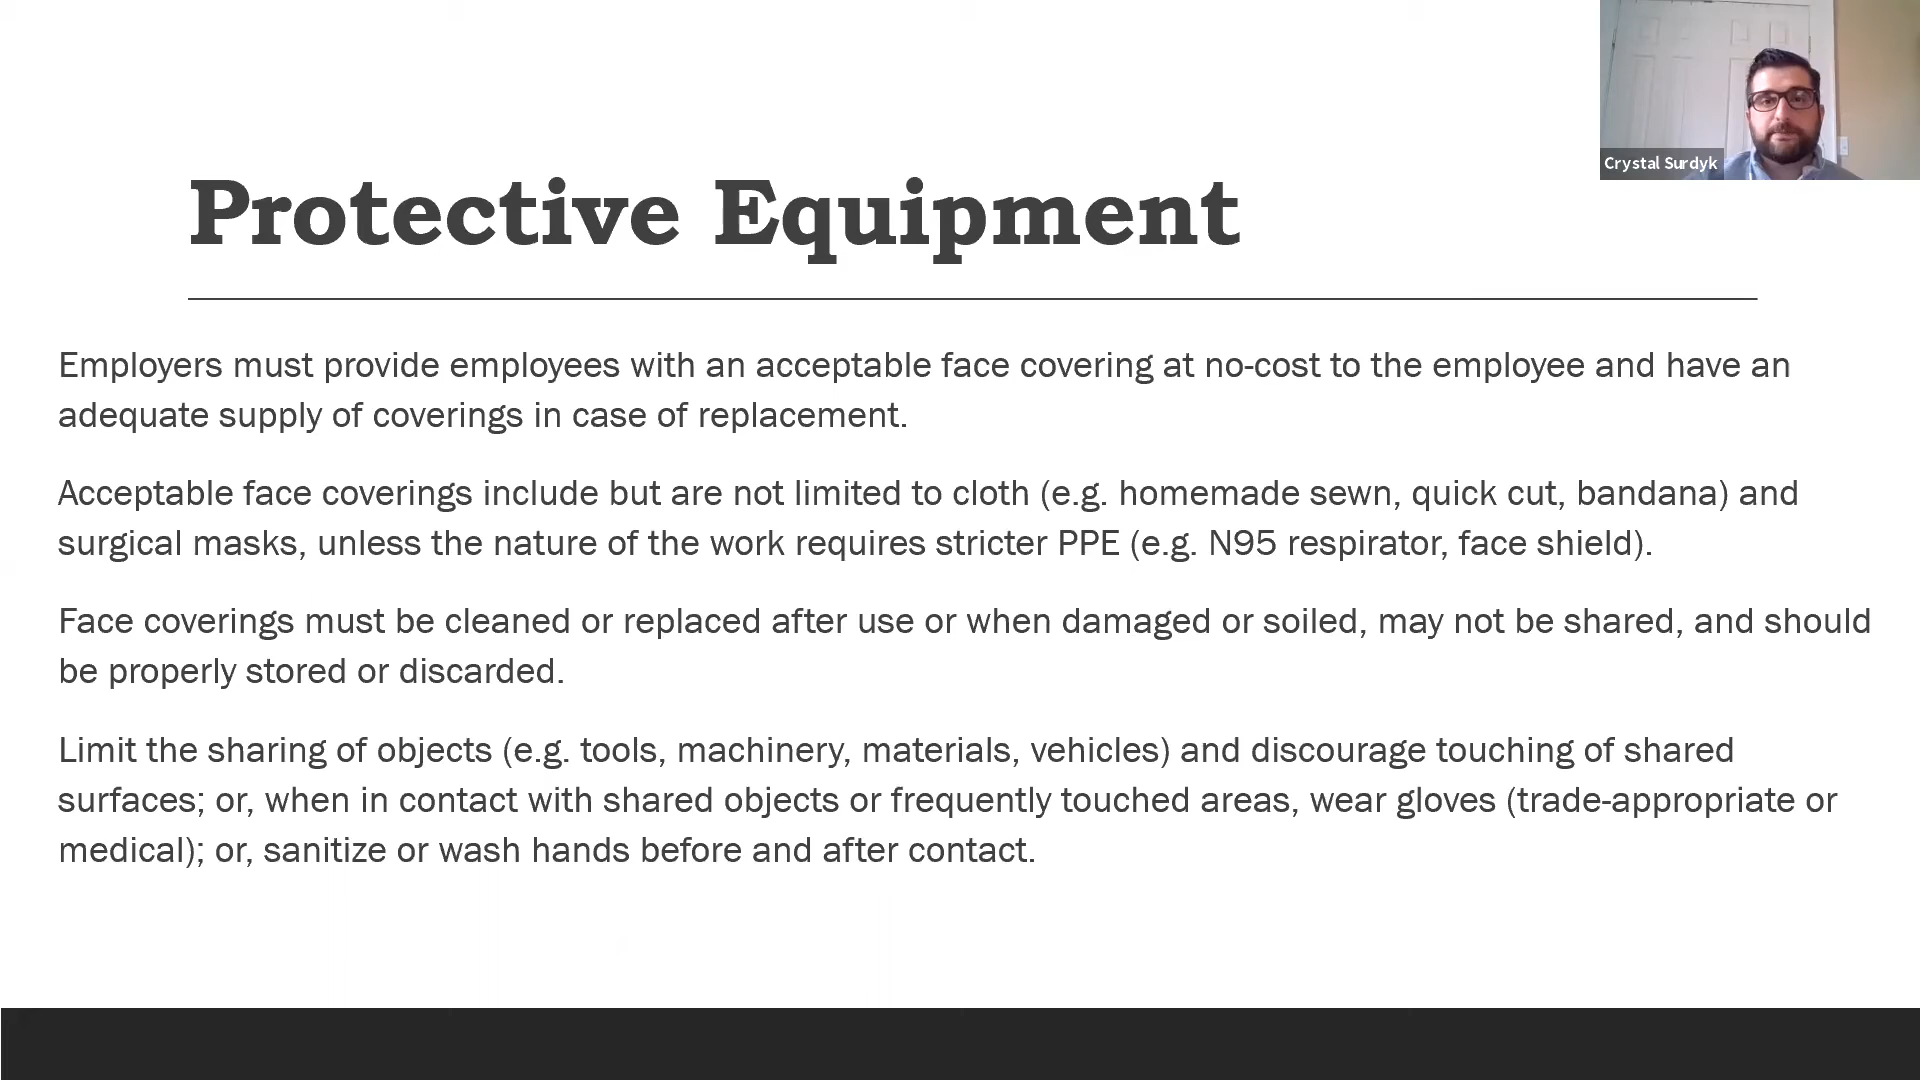 Crystal Surdyk
Protective Equipment
Employers must provide employees with an acceptable face covering at no-cost to the employee and have an
adequate supply of coverings in case of replacement.
Acceptable face coverings include but are not limited to cloth (e.g. homemade sewn, quick cut, bandana) and
surgical masks, unless the nature of the work requires stricter PPE (e.g. N95 respirator, face shield).
Face coverings must be cleaned or replaced after use or when damaged or soiled, may not be shared, and should
be properly stored or discarded.
Limit the sharing of objects (e.g. tools, machinery, materials, vehicles) and discourage touching of shared
surfaces; or, when in contact with shared objects or frequently touched areas, wear gloves (trade-appropriate or
medical); or, sanitize or wash hands before and after contact.